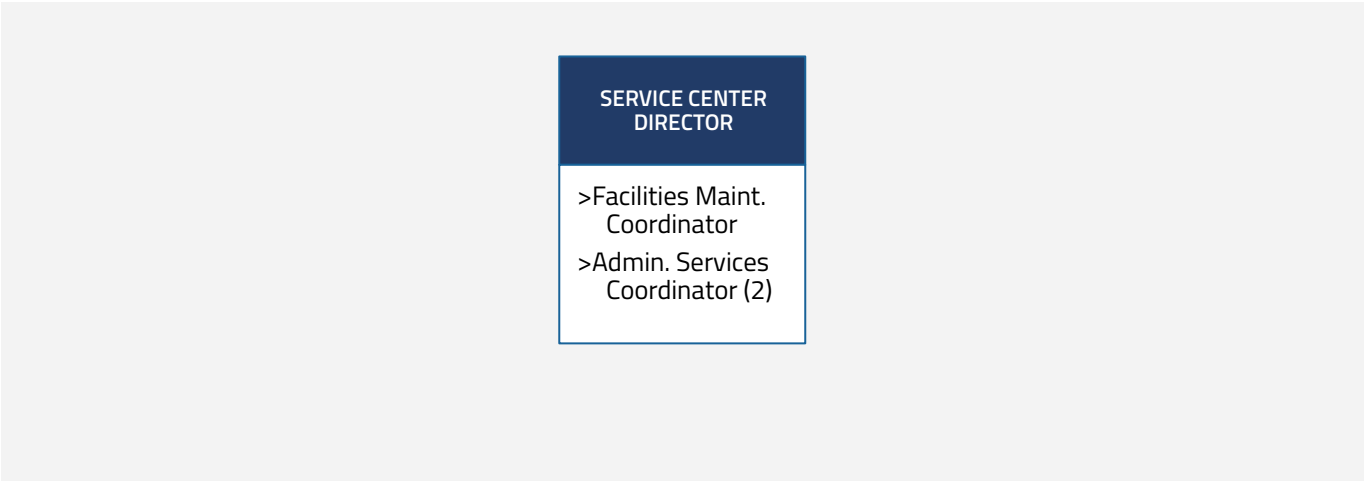 SERVICE CENTER
DIRECTOR
>Facilities Maint.
Coordinator
>Admin. Services
Coordinator (2)